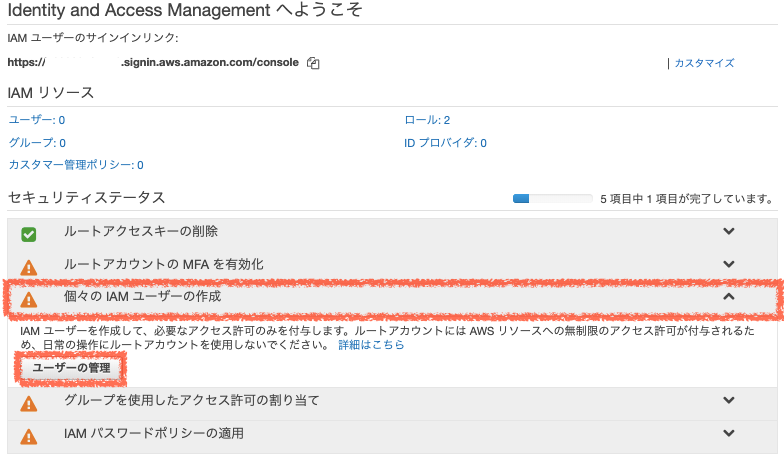 Identity and Access Management へようこそ
IAM ユーザーのサインインリンク:
https:// .signin.aws.amazon.com/console
| カスタマイズ
IAM リソース
ユーザー: 0
ロール: 2
グループ: 0
ID プロバイダ: 0
カスタマー管理ポリシー: 0
セキュリティステータス
5 項目中 1 項目が完了しています。
ルートアクセスキーの削除
ルートアカウントの MFA を有効化
個々の IAM ユーザーの作成
IAM ユーザーを作成して、必要なアクセス許可のみを付与します。ルートアカウントには AWS リソースへの無制限のアクセス許可が付与されるた
め、日常の操作にルートアカウントを使用しないでください。 詳細はこちら
ユーザーの管理
グループを使用したアクセス許可の割り当て
IAM パスワードポリシーの適用